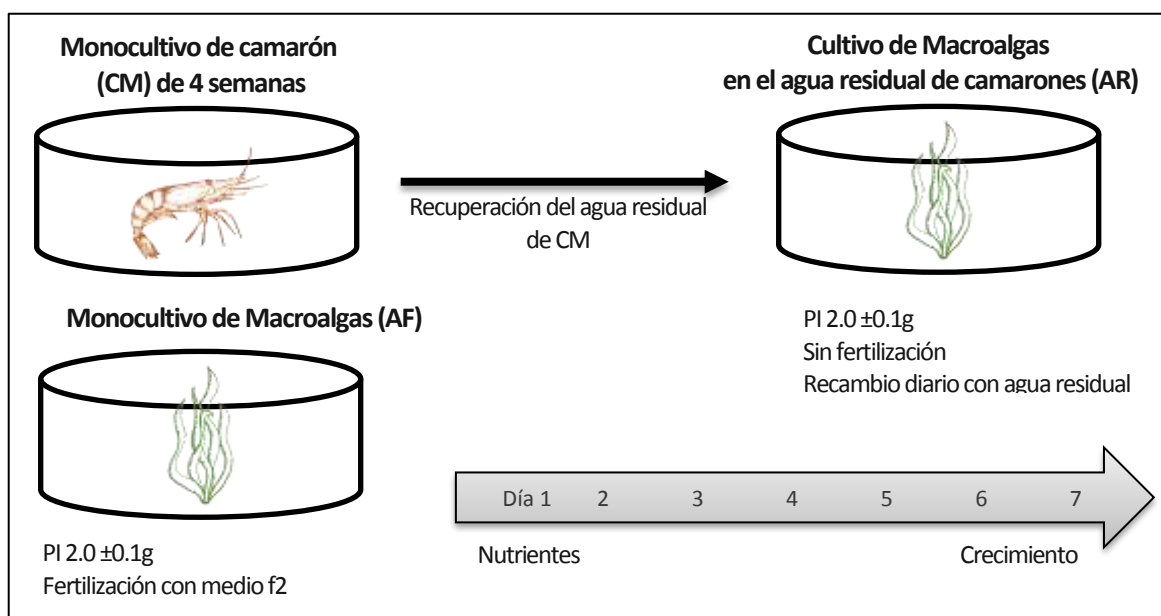 Monocultivo de camarón
(CM) de 4 semanas
Cultivo de Macroalgas
en el agua residual de camarones (AR)
Recuperación del agua residual
de CM
Monocultivo de Macroalgas (AF)
PI 2.0 ±0.1g
Sin fertilización
Recambio diario con agua residual
Día 1 2 3 4 5 6 7
PI 2.0 ±0.1g
Fertilización con medio f2
Nutrientes Crecimiento